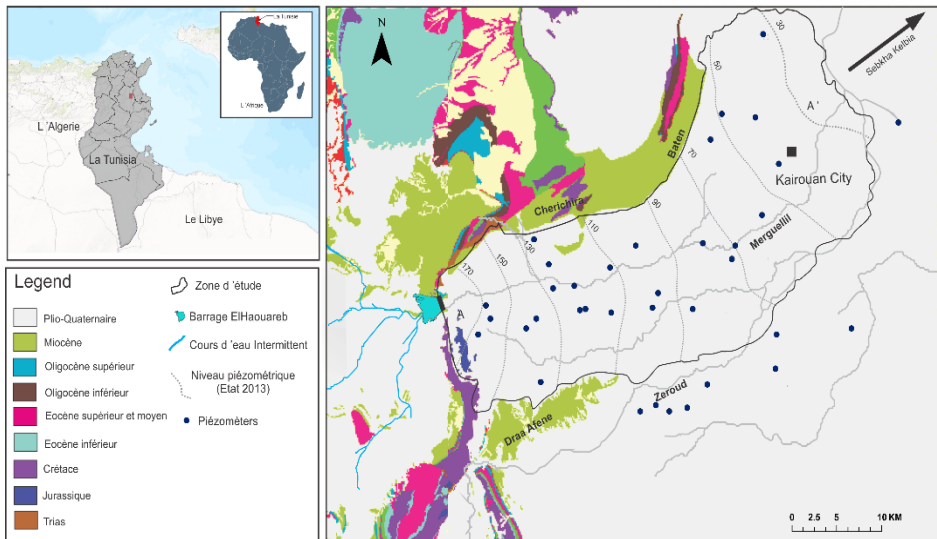 La Tunisie
L 'Afrique
L 'Algerie
La Tunisia
Le Libye
Legend
Plio-Quaternaire
Miocène
Oligocène supérieur
Oligocène inférieur
Eocène supérieur et moyen
Eocène inférieur
Crétace
Jurassique
Trias
Zone d 'étude
Barrage ElHaouareb
Cours d 'eau Intermittent
Niveau piézométrique
(Etat 2013)
Piézomèters
N
30
Sebkha Kelbia
50
A '
Baten
70
Kairouan City
Cherichira
90
Merguellil
110
130
150
170
A
Zeroud
Draa Afene
0 2.5 5 10 KM